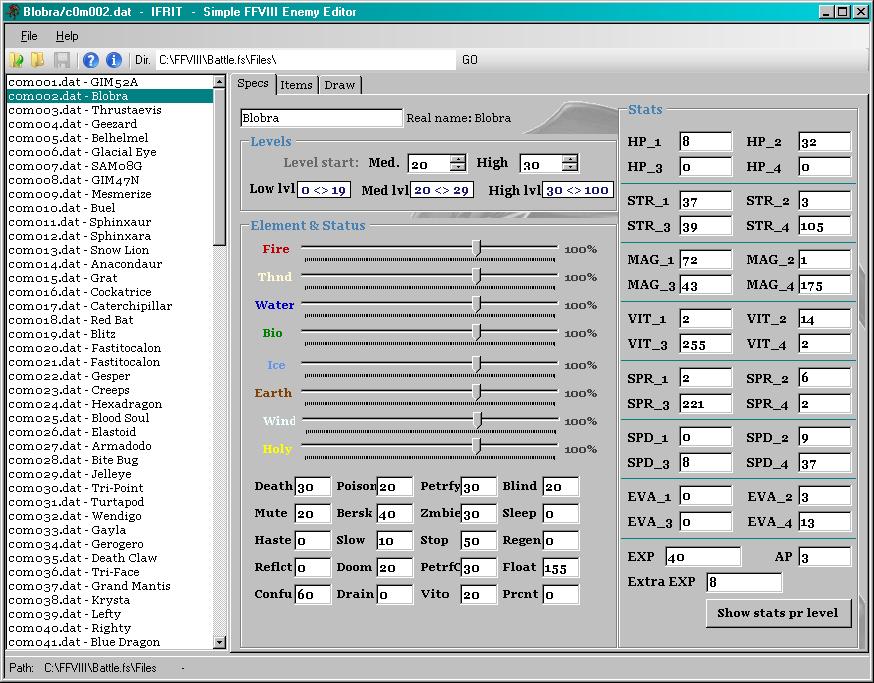 Blobra/c0m002.dat - IFRIT - Simple FFVIII Enemy Editor
File Help
Dir. C:\FFVIII\Battle.fs\Files\ GO
com001.dat - GIM52A
com002.dat - Blobra
com003.dat - Thrustaevis
com004.dat - Geezard
com005.dat - Belhelmel
com006.dat - Glacial Eye
com007.dat - SAM08G
com008.dat - GIM47N
com009.dat - Mesmerize
com010.dat - Buel
com011.dat - Sphinxaur
com012.dat - Sphinxara
com013.dat - Snow Lion
com014.dat - Anacondaur
com015.dat - Grat
com016.dat - Cockatrice
com017.dat - Caterchipillar
com018.dat - Red Bat
com019.dat - Blitz
com020.dat - Fastitocalon
com021.dat - Fastitocalon
com022.dat - Gesper
com023.dat - Creeps
com024.dat - Hexadragon
com025.dat - Blood Soul
com026.dat - Elastoid
com027.dat - Armadodo
com028.dat - Bite Bug
com029.dat - Jelleye
com030.dat - Tri-Point
com031.dat - Turtapod
com032.dat - Wendigo
com033.dat - Gayla
com034.dat - Gerogero
com035.dat - Death Claw
com036.dat - Tri-Face
com037.dat - Grand Mantis
com038.dat - Krysta
com039.dat - Lefty
com040.dat - Righty
com041.dat - Blue Dragon
Specs Items Draw
Blobra Real name: Blobra
Levels
Level start: Med. 20 High 30
Low lvl 0 <> 19 Med lvl 20 <> 29 High lvl 30 <> 100
Element & Status
Fire 100%
Thnd 100%
Water 100%
Bio 100%
Ice 100%
Earth 100%
Wind 100%
Holy 100%
Death 30 Poison 20 Petrfy 30 Blind 20
Mute 20 Bersk 40 Zmbie 30 Sleep 0
Haste 0 Slow 10 Stop 50 Regen 0
Reflct 0 Doom 20 PetrfC 30 Float 155
Confu 60 Drain 0 Vito 20 Prcnt 0
Stats
HP_1 8 HP_2 32
HP_3 0 HP_4 0
STR_1 37 STR_2 3
STR_3 39 STR_4 105
MAG_1 72 MAG_2 1
MAG_3 43 MAG_4 175
VIT_1 2 VIT_2 14
VIT_3 255 VIT_4 2
SPR_1 2 SPR_2 6
SPR_3 221 SPR_4 2
SPD_1 0 SPD_2 9
SPD_3 8 SPD_4 37
EVA_1 0 EVA_2 3
EVA_3 0 EVA_4 13
EXP 40 AP 3
Extra EXP 8
Show stats pr level
Path: C:\FFVIII\Battle.fs\Files -